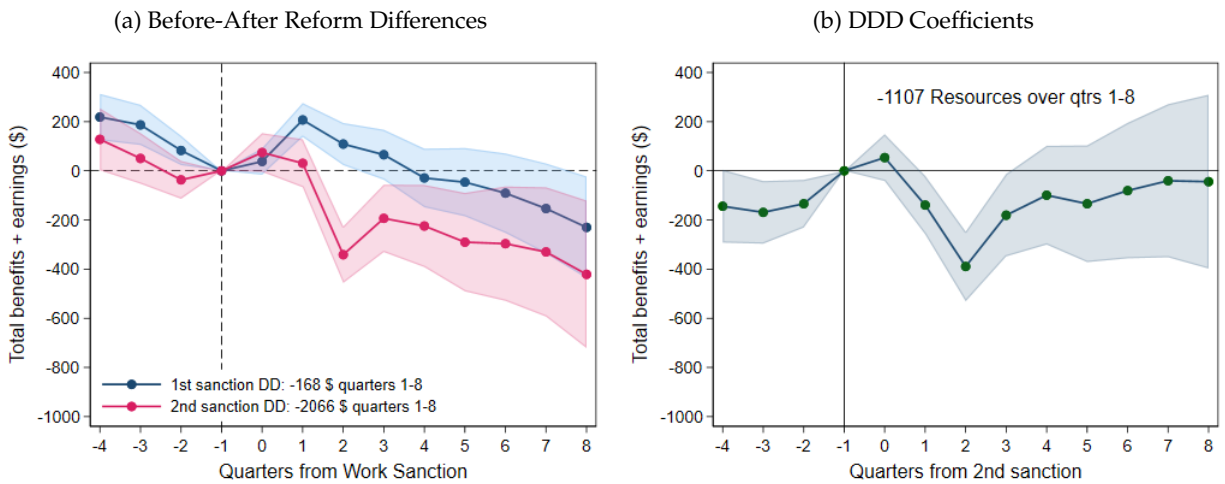 (a) Before-After Reform Differences
Total benefits + earnings ($)
400
200
0
-200
-400
-600
-800
-1000
1st sanction DD: -168 $ quarters 1-8
2nd sanction DD: -2066 $ quarters 1-8
-4 -3 -2 -1 0 1 2 3 4 5 6 7 8
Quarters from Work Sanction
(b) DDD Coefficients
Total benefits + earnings ($)
400
200
0
-200
-400
-600
-800
-1000
-1107 Resources over qtrs 1-8
-4 -3 -2 -1 0 1 2 3 4 5 6 7 8
Quarters from 2nd sanction